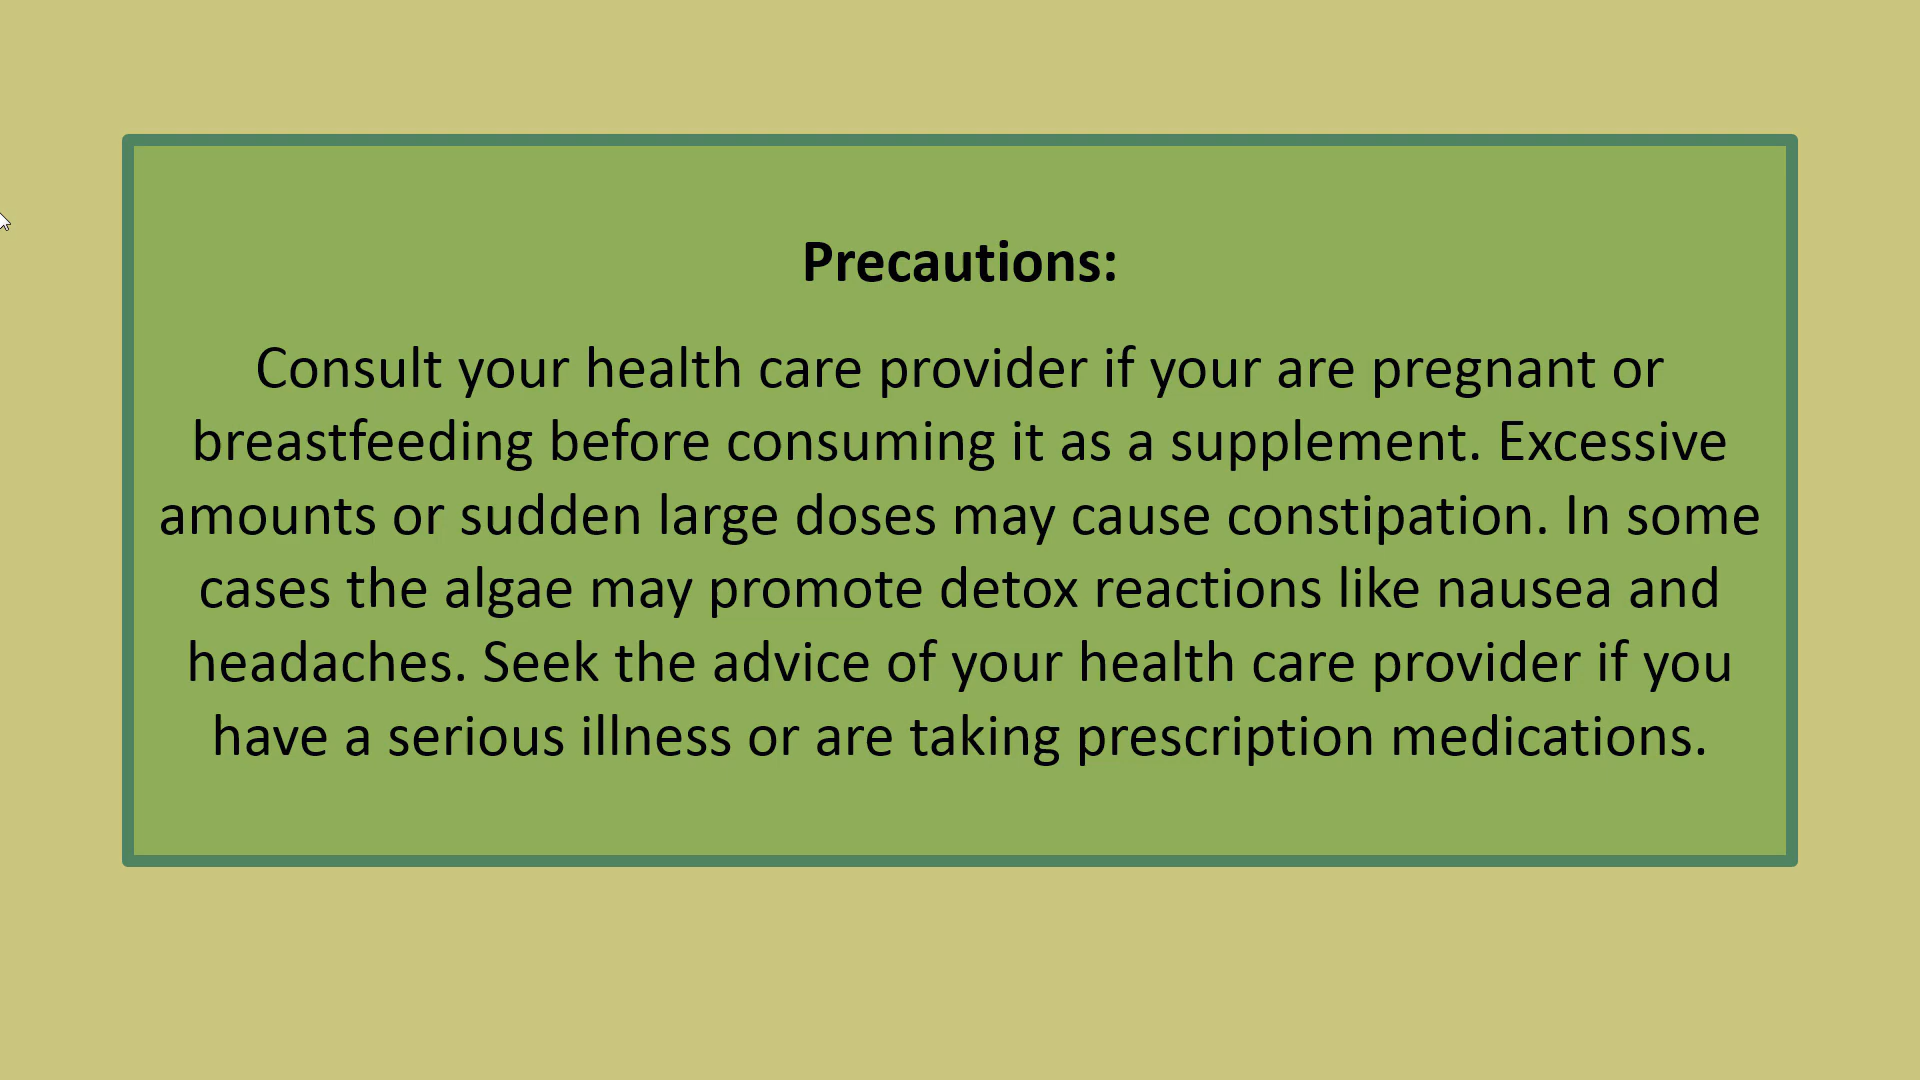 Precautions:
Consult your health care provider if your are pregnant or
breastfeeding before consuming it as a supplement. Excessive
amounts or sudden large doses may cause constipation. In some
cases the algae may promote detox reactions like nausea and
headaches. Seek the advice of your health care provider if you
have a serious illness or are taking prescription medications.